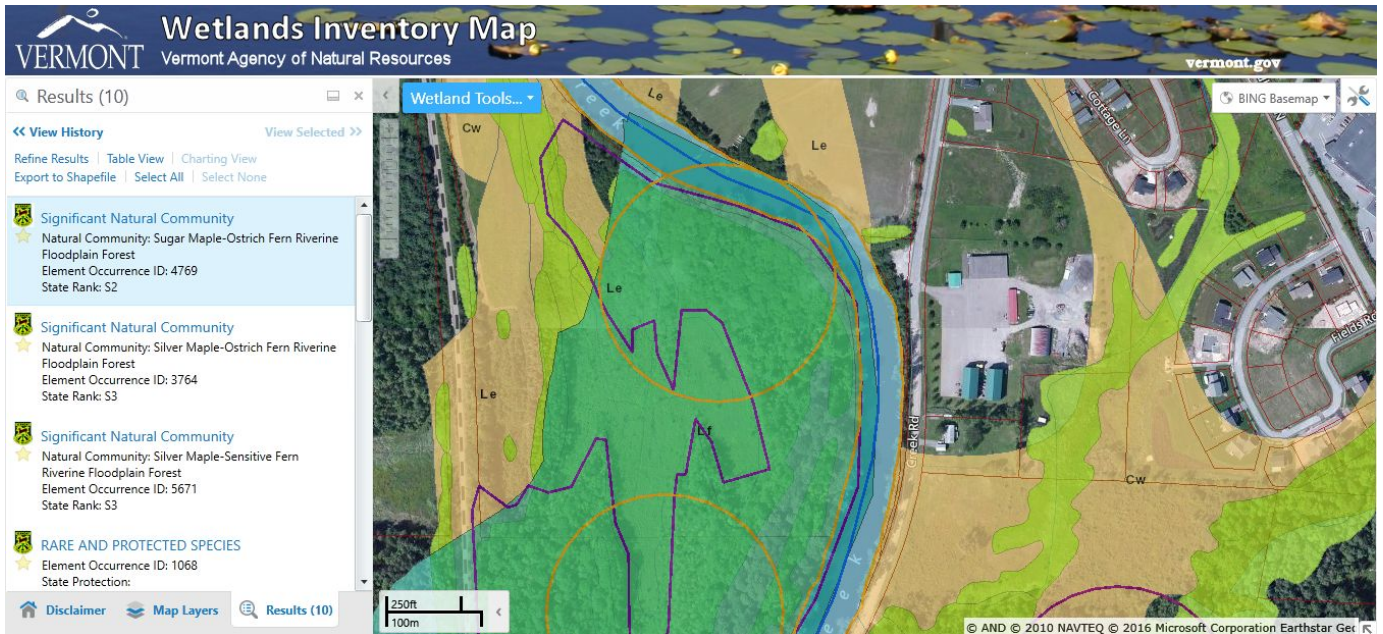 Wetlands Inventory Map
VERMONT
Vermont Agency of Natural Resources
vermont.gov
Results (10)
<< View History
View Selected >>
Refine Results | Table View | Charting View
Export to Shapefile | Select All | Select None
Significant Natural Community
Natural Community: Sugar Maple-Ostrich Fern Riverine
Floodplain Forest
Element Occurrence ID: 4769
State Rank: S2
Significant Natural Community
Natural Community: Silver Maple-Ostrich Fern Riverine
Floodplain Forest
Element Occurrence ID: 3764
State Rank: S3
Significant Natural Community
Natural Community: Silver Maple-Sensitive Fern
Riverine Floodplain Forest
Element Occurrence ID: 5671
State Rank: S3
RARE AND PROTECTED SPECIES
Element Occurrence ID: 1068
State Protection:
Disclaimer
Map Layers
Results (10)
Wetland Tools...
BING Basemap
Creek
Le
Cw
Le
Cottage Ln
N
Le
Le
Fields Rd
Lf
Creek Rd
Cw
eek
250ft
100m
© AND © 2010 NAVTEQ © 2016 Microsoft Corporation Earthstar Geo